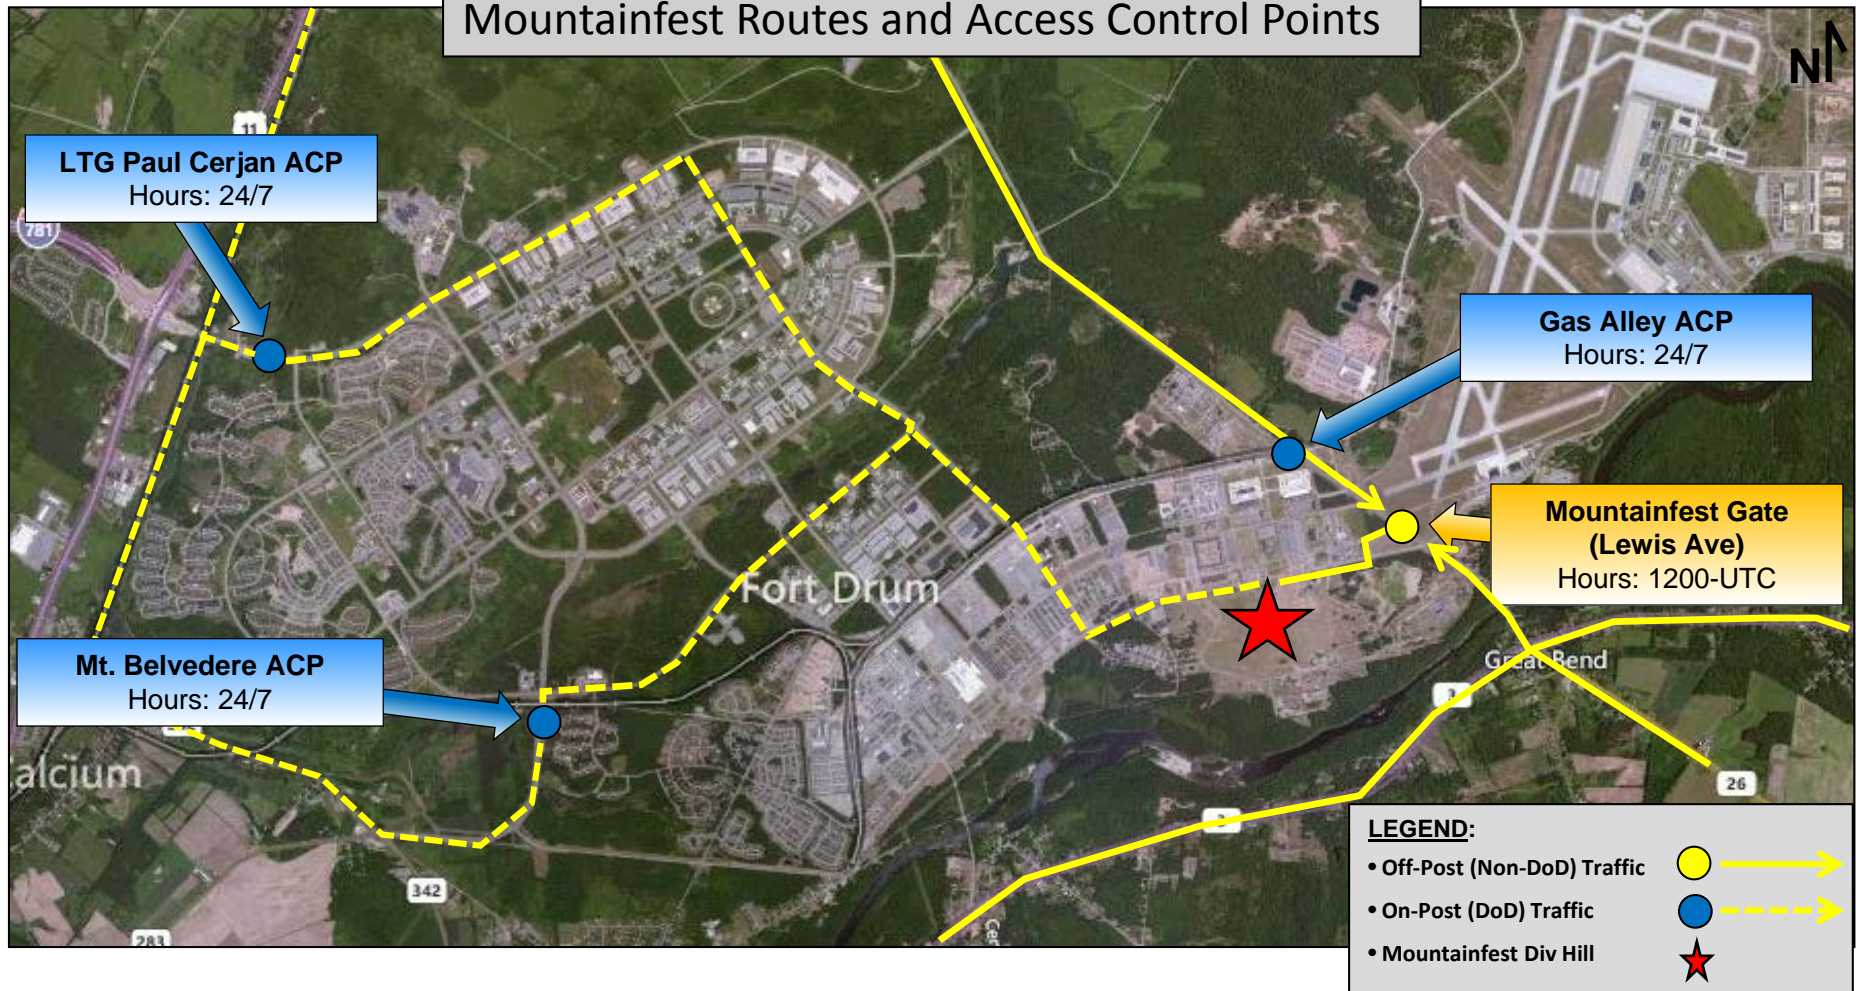 Mountainfest Routes and Access Control Points
N
11
LTG Paul Cerjan ACP
Hours: 24/7
781
Gas Alley ACP
Hours: 24/7
Mountainfest Gate
(Lewis Ave)
Hours: 1200-UTC
Fort Drum
Mt. Belvedere ACP
Hours: 24/7
Great Bend
3
alcium
26
3
342
283
LEGEND:
• Off-Post (Non-DoD) Traffic
• On-Post (DoD) Traffic
• Mountainfest Div Hill